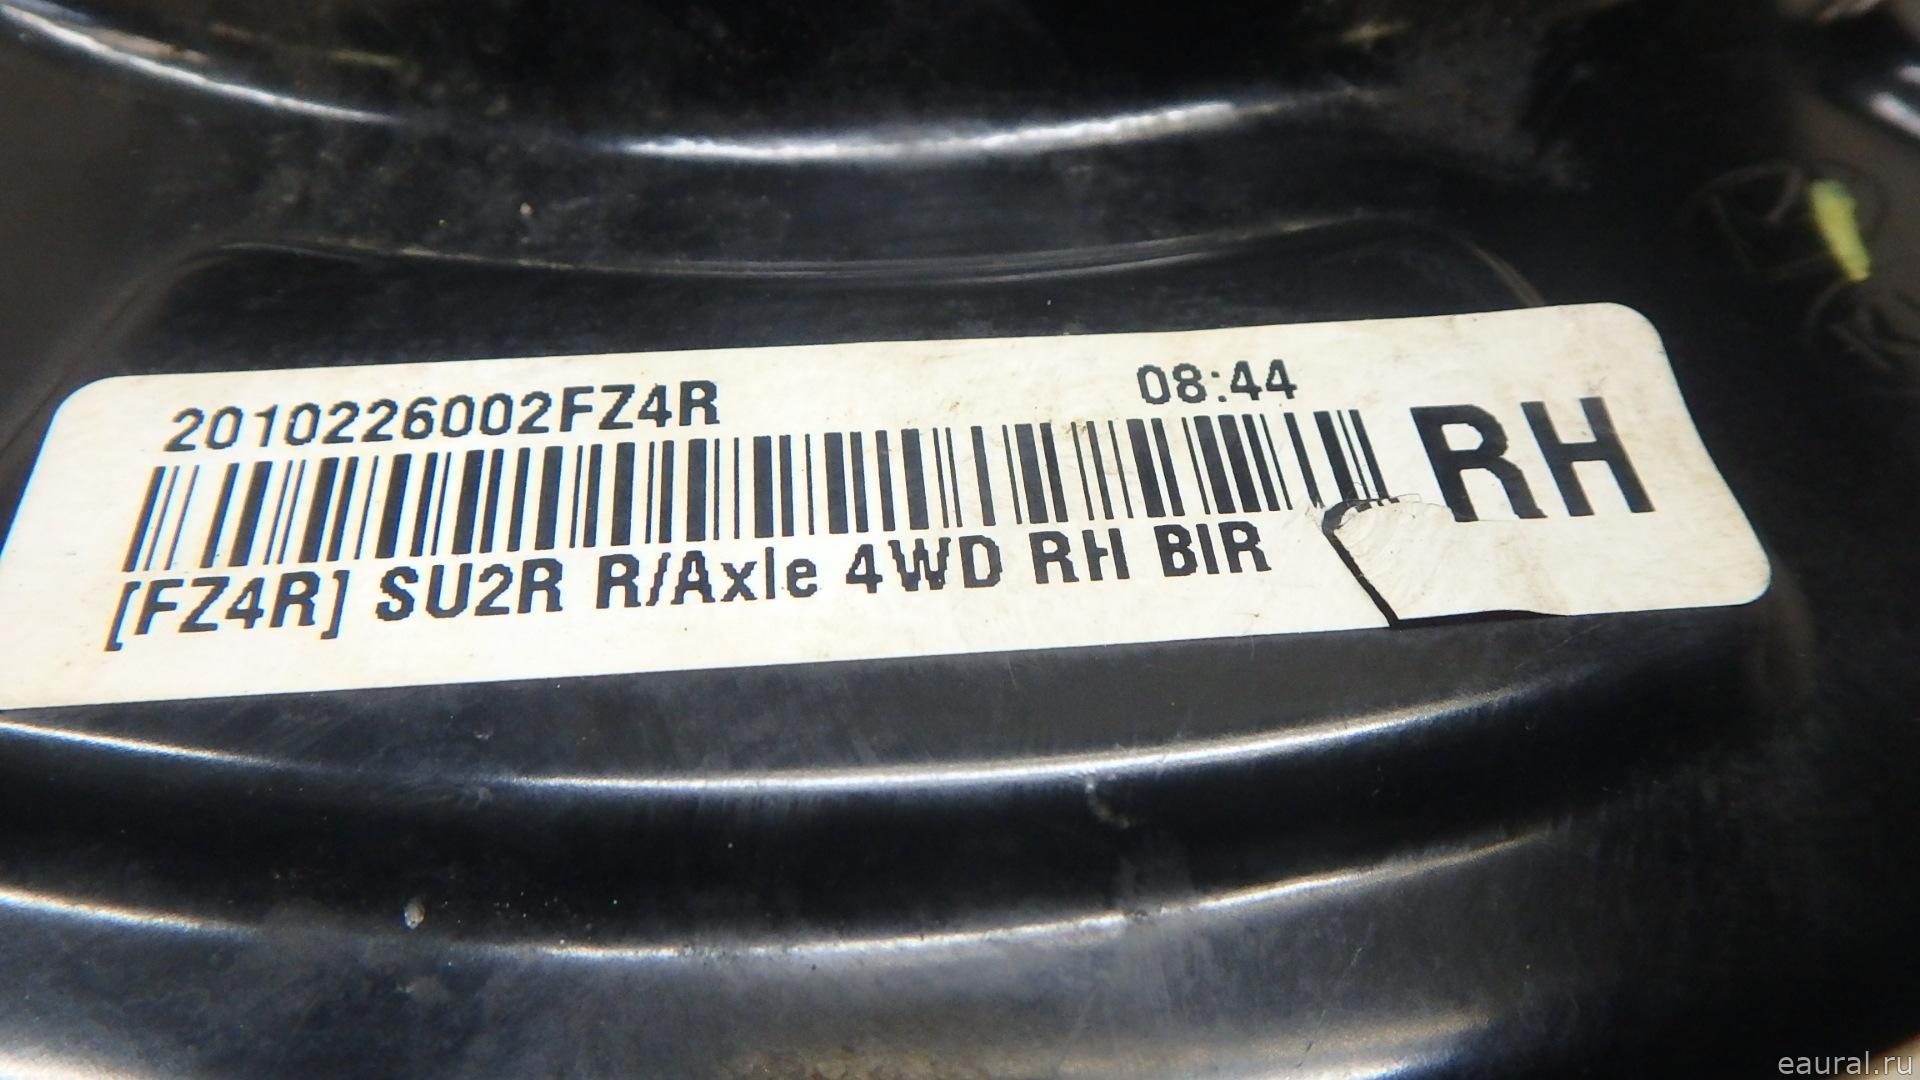 2010226002FZ4R 08:44
RH
[FZ4R] SU2R R/Axle 4WD RH BIR
eaural.ru